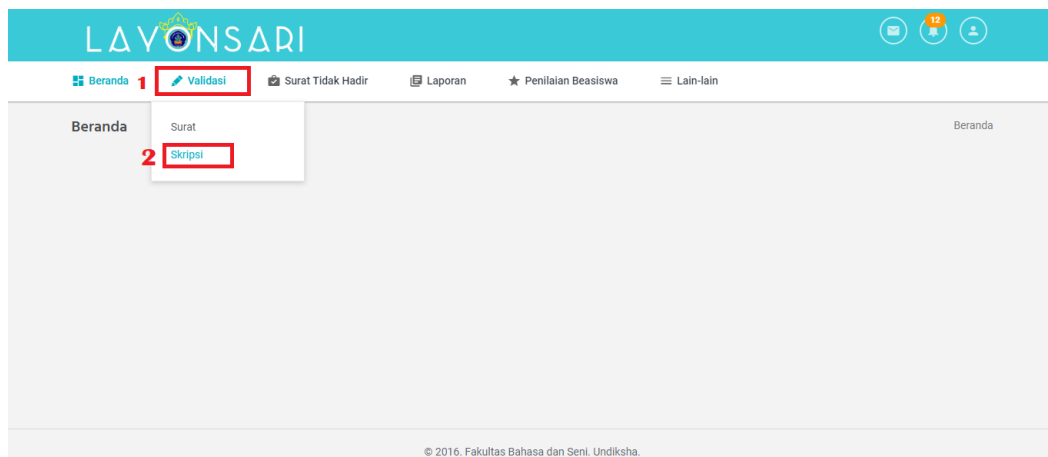 LAYONSARI
12
Beranda 1 Validasi Surat Tidak Hadir Laporan Penilaian Beasiswa Lain-lain
Beranda Surat Beranda
2 Skripsi
© 2016. Fakultas Bahasa dan Seni. Undiksha.